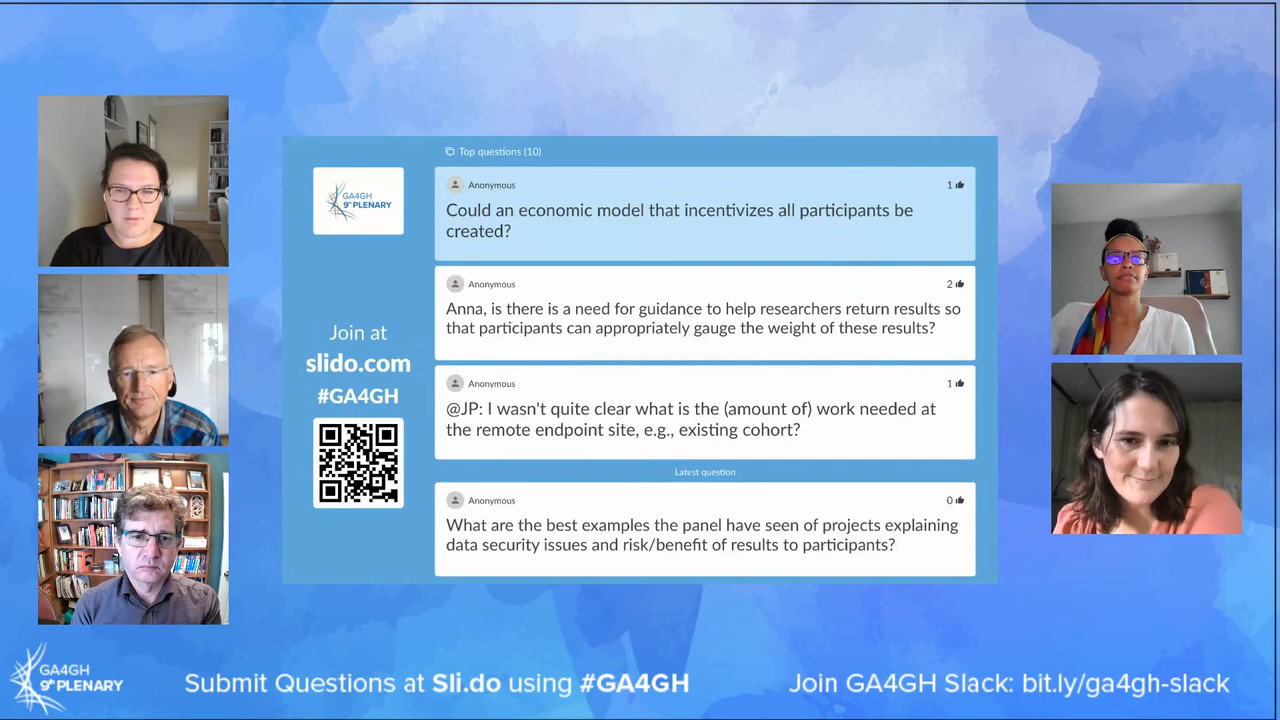 Top questions (10)
GA4GH
9th PLENARY
Join at
slido.com
#GA4GH
Anonymous
1
Could an economic model that incentivizes all participants be
created?
Anonymous
2
Anna, is there is a need for guidance to help researchers return results so
that participants can appropriately gauge the weight of these results?
Anonymous
1
@JP: I wasn't quite clear what is the (amount of) work needed at
the remote endpoint site, e.g., existing cohort?
Latest question
Anonymous
0
What are the best examples the panel have seen of projects explaining
data security issues and risk/benefit of results to participants?
GA4GH
9th PLENARY
Submit Questions at Sli.do using #GA4GH
Join GA4GH Slack: bit.ly/ga4gh-slack